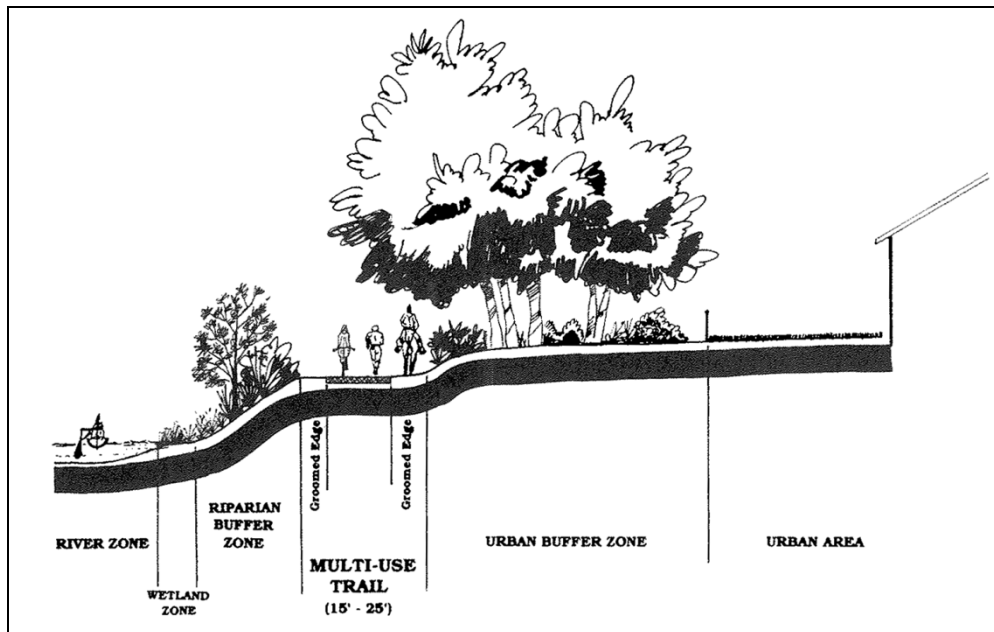 RIVER ZONE
WETLAND
ZONE
RIPARIAN
BUFFER
ZONE
Groomed Edge
Groomed Edge
MULTI-USE
TRAIL
(15' - 25')
URBAN BUFFER ZONE
URBAN AREA